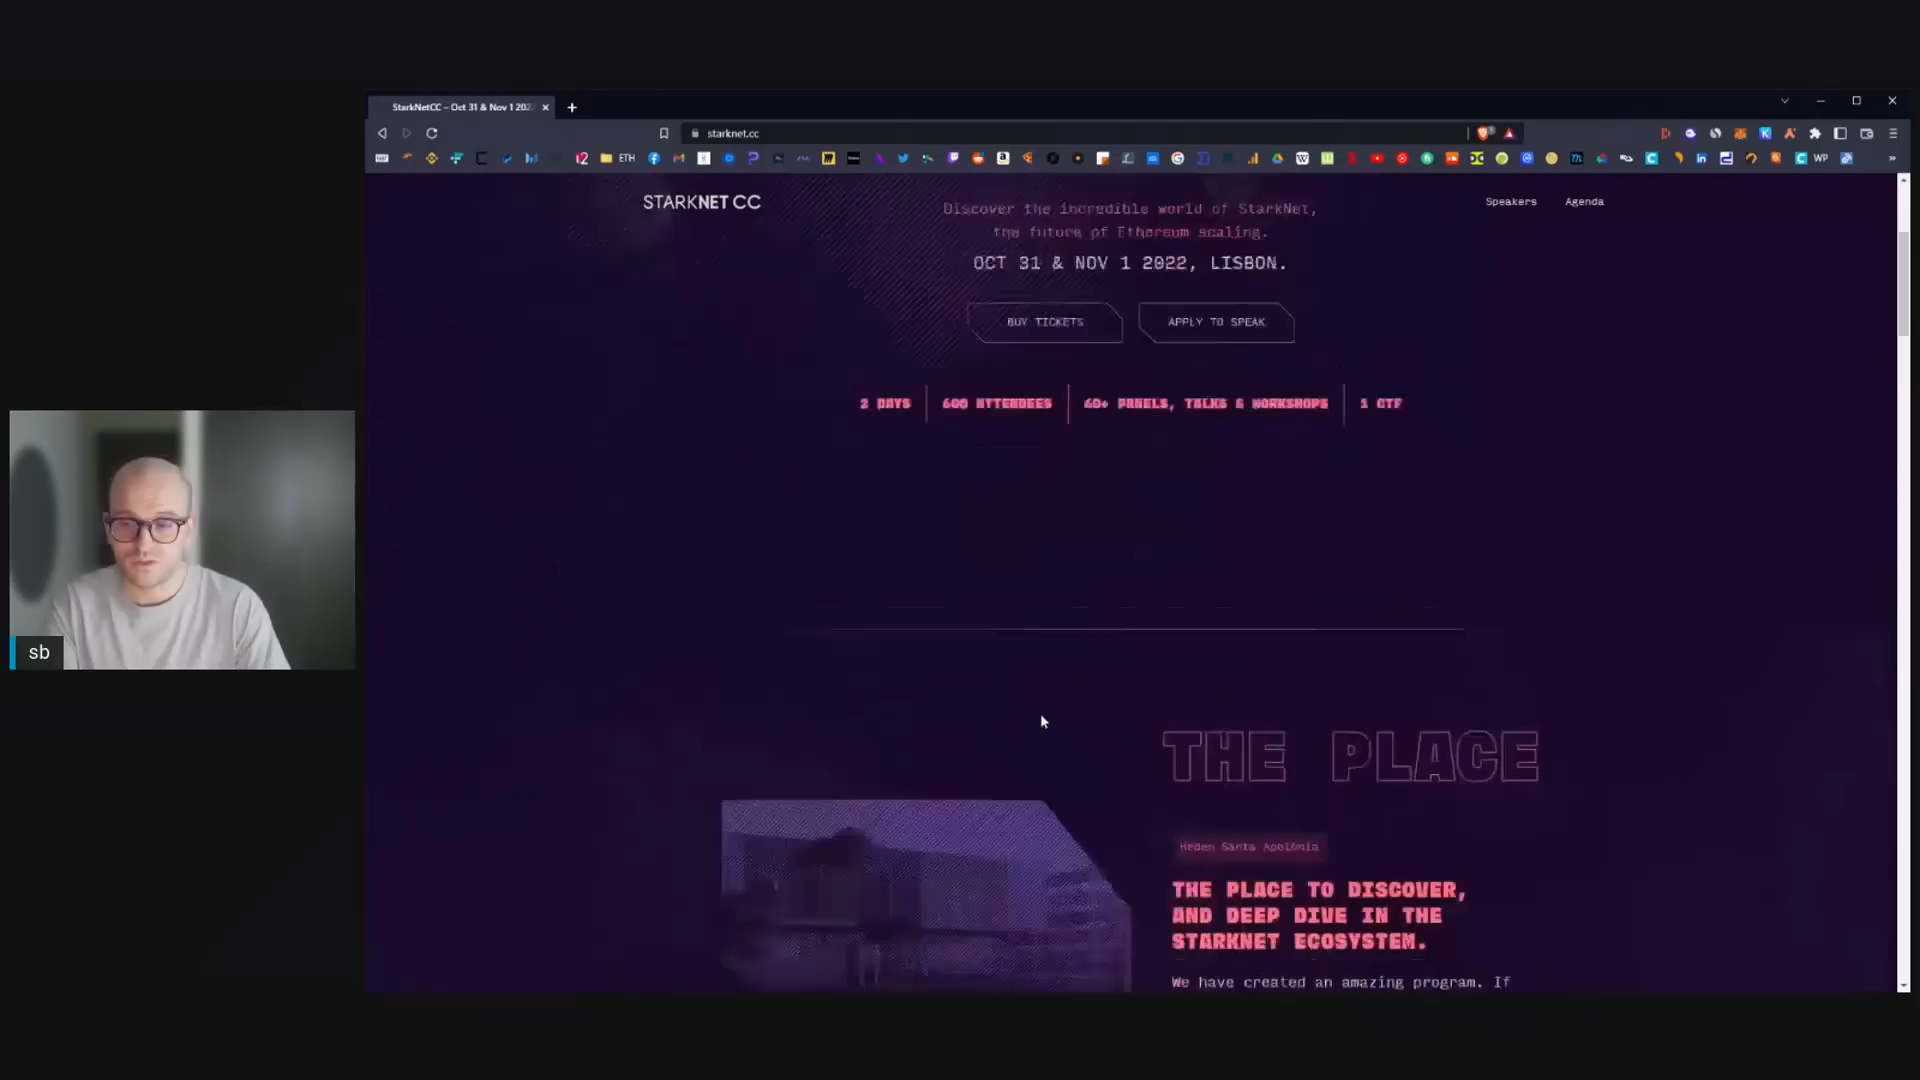 StarkNetCC – Oct 31 & Nov 1 202
starknet.cc
ETH
WP
STARKNET CC
Speakers
Agenda
Discover the incredible world of StarkNet,
the future of Ethereum scaling.
OCT 31 & NOV 1 2022, LISBON.
BUY TICKETS
APPLY TO SPEAK
2 DAYS
600 ATTENDEES
40+ PANELS, TALKS & WORKSHOPS
1 CTF
THE PLACE
Heden Santa Apolónia
THE PLACE TO DISCOVER,
AND DEEP DIVE IN THE
STARKNET ECOSYSTEM.
We have created an amazing program. If
sb